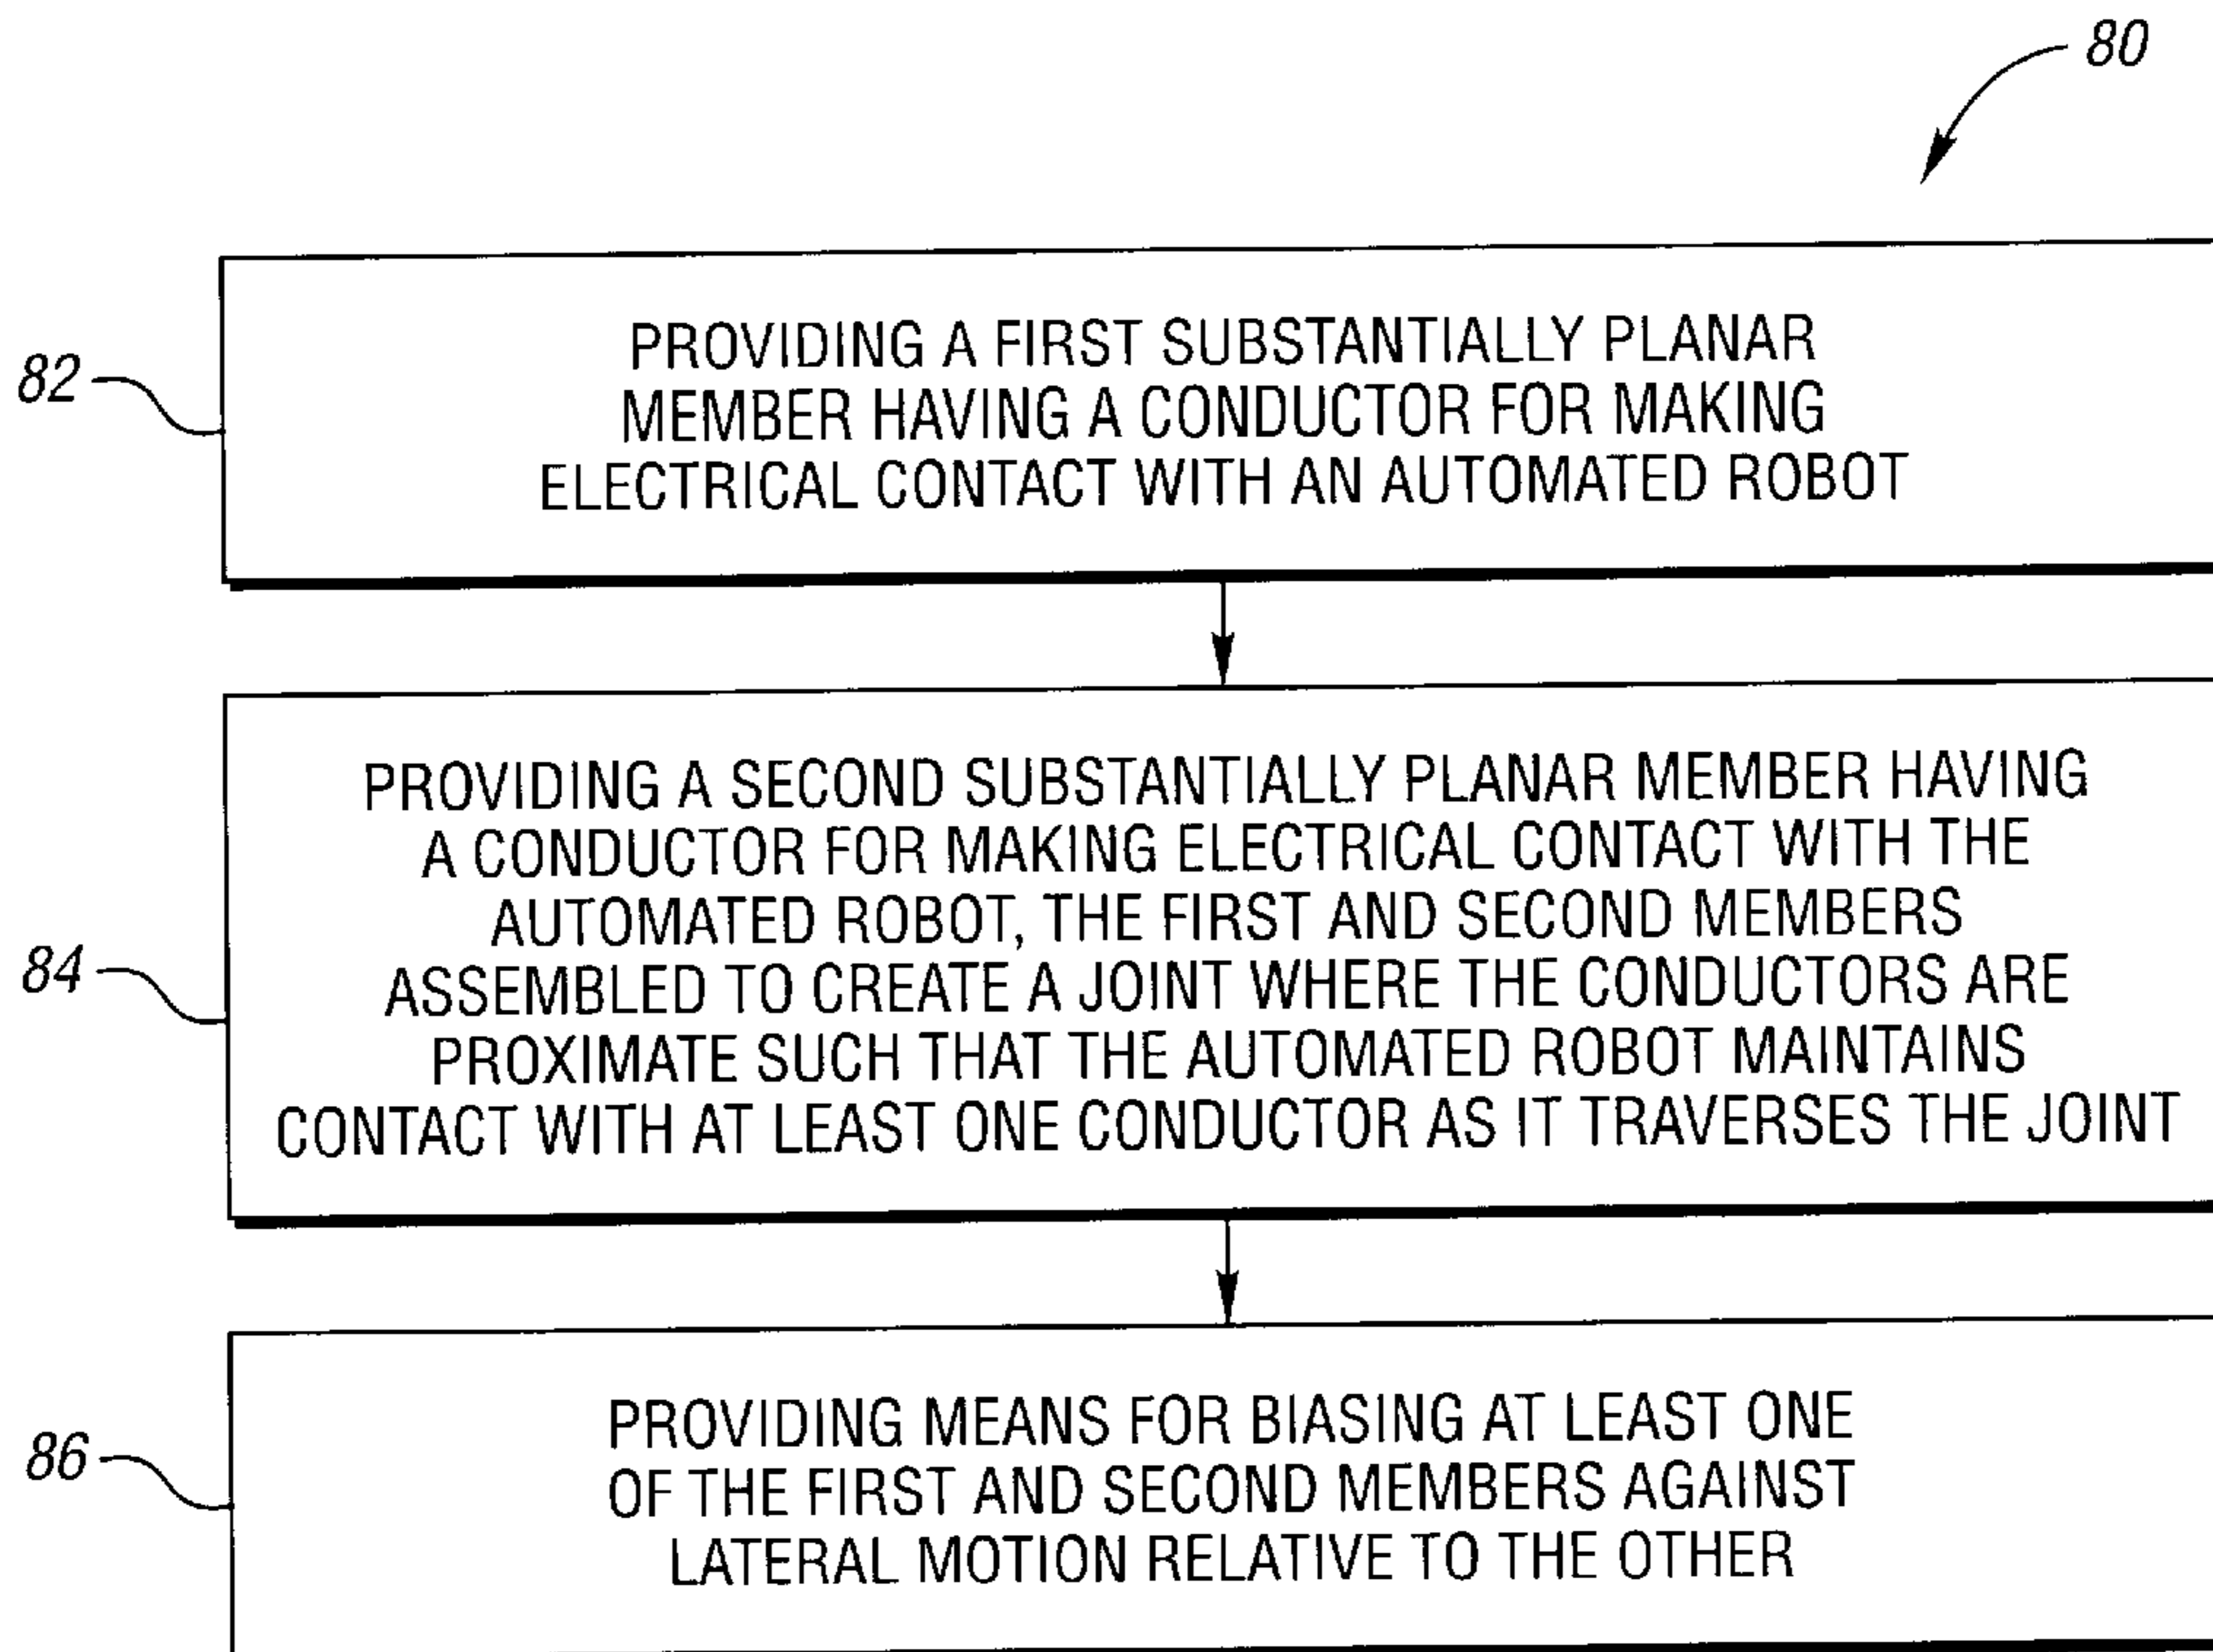 80
82
PROVIDING A FIRST SUBSTANTIALLY PLANAR
MEMBER HAVING A CONDUCTOR FOR MAKING
ELECTRICAL CONTACT WITH AN AUTOMATED ROBOT
84
PROVIDING A SECOND SUBSTANTIALLY PLANAR MEMBER HAVING
A CONDUCTOR FOR MAKING ELECTRICAL CONTACT WITH THE
AUTOMATED ROBOT, THE FIRST AND SECOND MEMBERS
ASSEMBLED TO CREATE A JOINT WHERE THE CONDUCTORS ARE
PROXIMATE SUCH THAT THE AUTOMATED ROBOT MAINTAINS
CONTACT WITH AT LEAST ONE CONDUCTOR AS IT TRAVERSES THE JOINT
86
PROVIDING MEANS FOR BIASING AT LEAST ONE
OF THE FIRST AND SECOND MEMBERS AGAINST
LATERAL MOTION RELATIVE TO THE OTHER